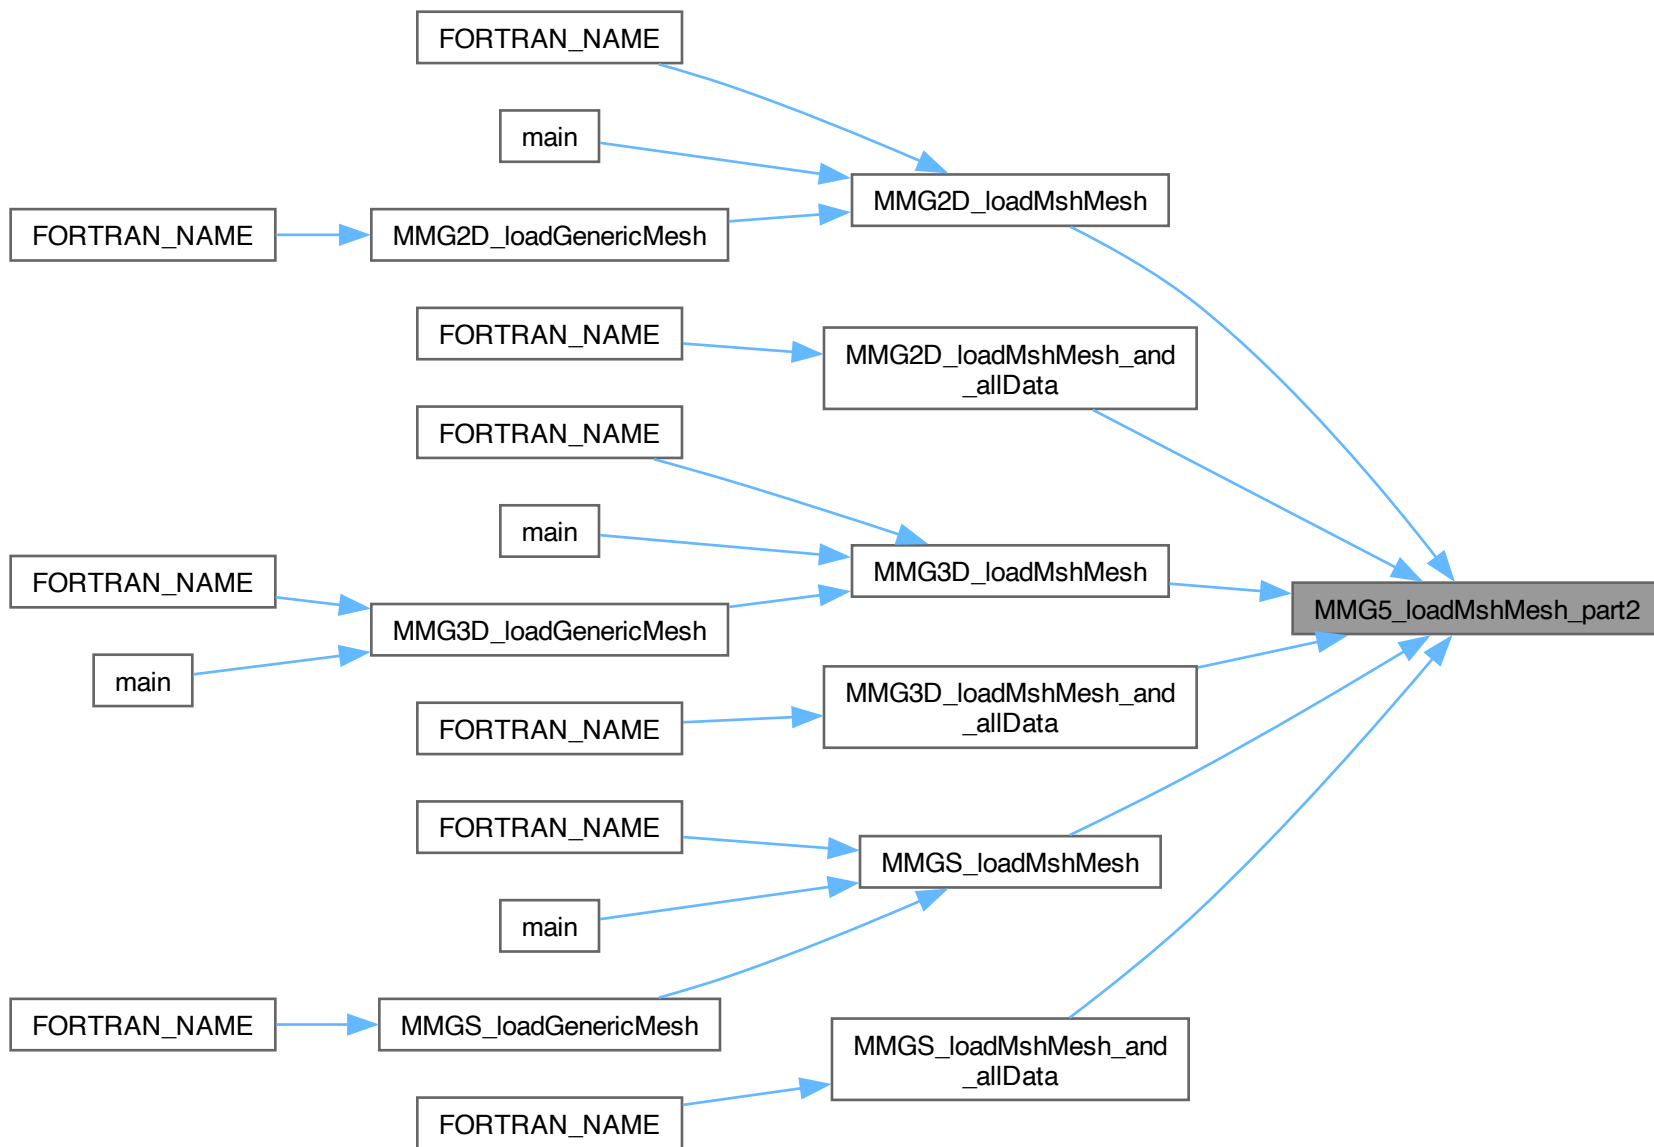 FORTRAN_NAME
main
MMG2D_loadMshMesh
FORTRAN_NAME
MMG2D_loadGenericMesh
FORTRAN_NAME
MMG2D_loadMshMesh_and
_allData
FORTRAN_NAME
main
MMG3D_loadMshMesh
FORTRAN_NAME
MMG3D_loadGenericMesh
MMG5_loadMshMesh_part2
main
MMG3D_loadMshMesh_and
_allData
FORTRAN_NAME
FORTRAN_NAME
MMGS_loadMshMesh
main
FORTRAN_NAME
MMGS_loadGenericMesh
MMGS_loadMshMesh_and
_allData
FORTRAN_NAME